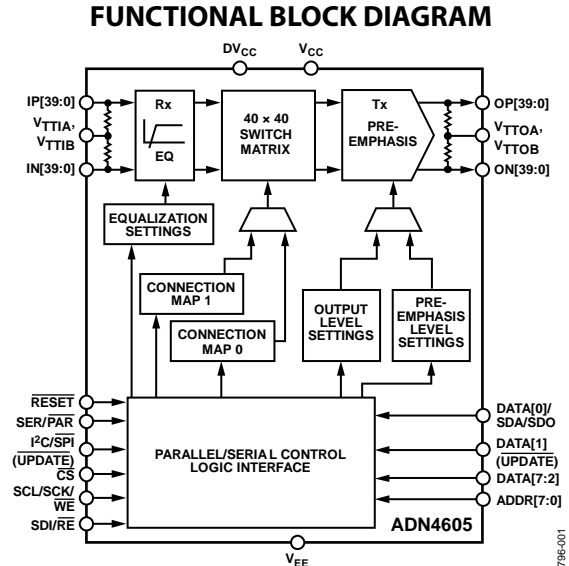 FUNCTIONAL BLOCK DIAGRAM
DVCC
VCC
IP[39:0]
VTTIA,
VTTIB
IN[39:0]
Rx
EQ
40 × 40
SWITCH
MATRIX
Tx
PRE-
EMPHASIS
OP[39:0]
VTTOA,
VTTOB
ON[39:0]
EQUALIZATION
SETTINGS
CONNECTION
MAP 1
CONNECTION
MAP 0
OUTPUT
LEVEL
SETTINGS
PRE-
EMPHASIS
LEVEL
SETTINGS
RESET
SER/PAR
I2C/SPI
(UPDATE)
CS
SCL/SCK/
WE
SDI/RE
PARALLEL/SERIAL CONTROL
LOGIC INTERFACE
DATA[0]/
SDA/SDO
DATA[1]
(UPDATE)
DATA[7:2]
ADDR[7:0]
ADN4605
VEE
796-001